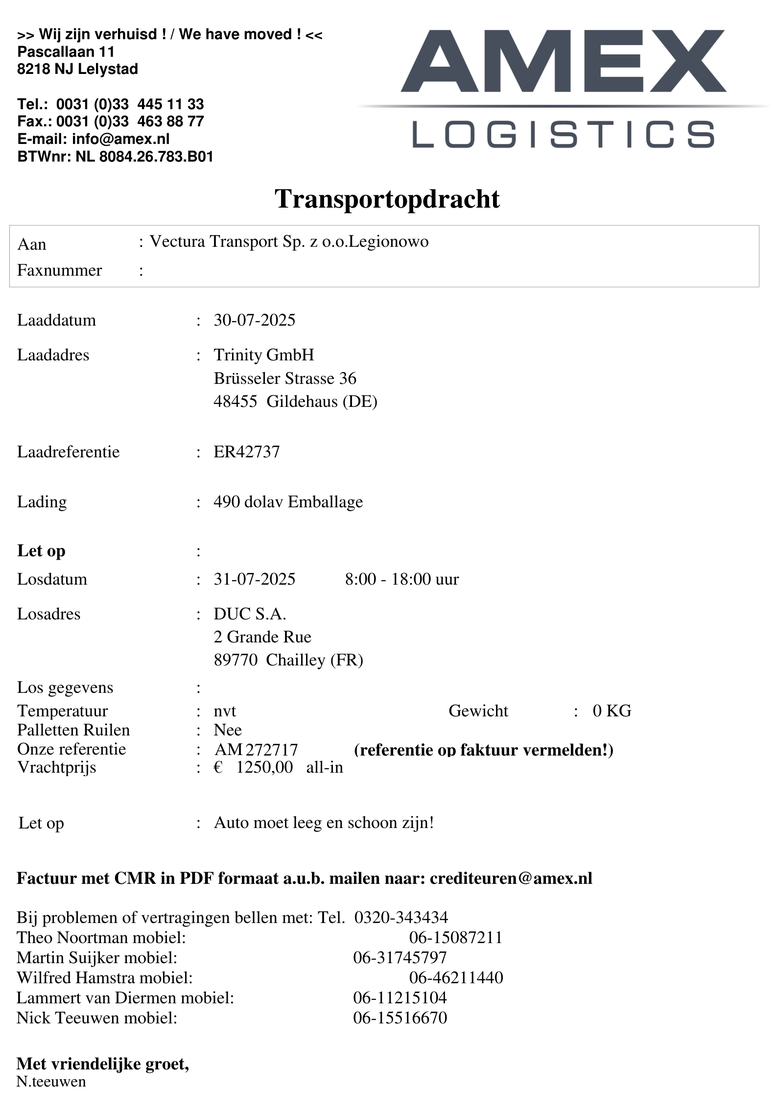 >> Wij zijn verhuisd ! / We have moved ! <<
Pascallaan 11
8218 NJ Lelystad
Tel.: 0031 (0)33 445 11 33
Fax.: 0031 (0)33 463 88 77
E-mail: info@amex.nl
BTWnr: NL 8084.26.783.B01
AMEX
LOGISTICS
Transportopdracht
Aan : Vectura Transport Sp. z o.o.Legionowo
Faxnummer :
Laaddatum : 30-07-2025
Laadadres : Trinity GmbH
Brüsseler Strasse 36
48455 Gildehaus (DE)
Laadreferentie : ER42737
Lading : 490 dolav Emballage
Let op :
Losdatum : 31-07-2025 8:00 - 18:00 uur
Losadres : DUC S.A.
2 Grande Rue
89770 Chailley (FR)
Los gegevens :
Temperatuur : nvt Gewicht : 0 KG
Palletten Ruilen : Nee
Onze referentie : AM 272717 (referentie op faktuur vermelden!)
Vrachtprijs : € 1250,00 all-in
Let op : Auto moet leeg en schoon zijn!
Factuur met CMR in PDF formaat a.u.b. mailen naar: crediteuren@amex.nl
Bij problemen of vertragingen bellen met: Tel. 0320-343434
Theo Noortman mobiel: 06-15087211
Martin Suijker mobiel: 06-31745797
Wilfred Hamstra mobiel: 06-46211440
Lammert van Diermen mobiel: 06-11215104
Nick Teeuwen mobiel: 06-15516670
Met vriendelijke groet,
N.teeuwen